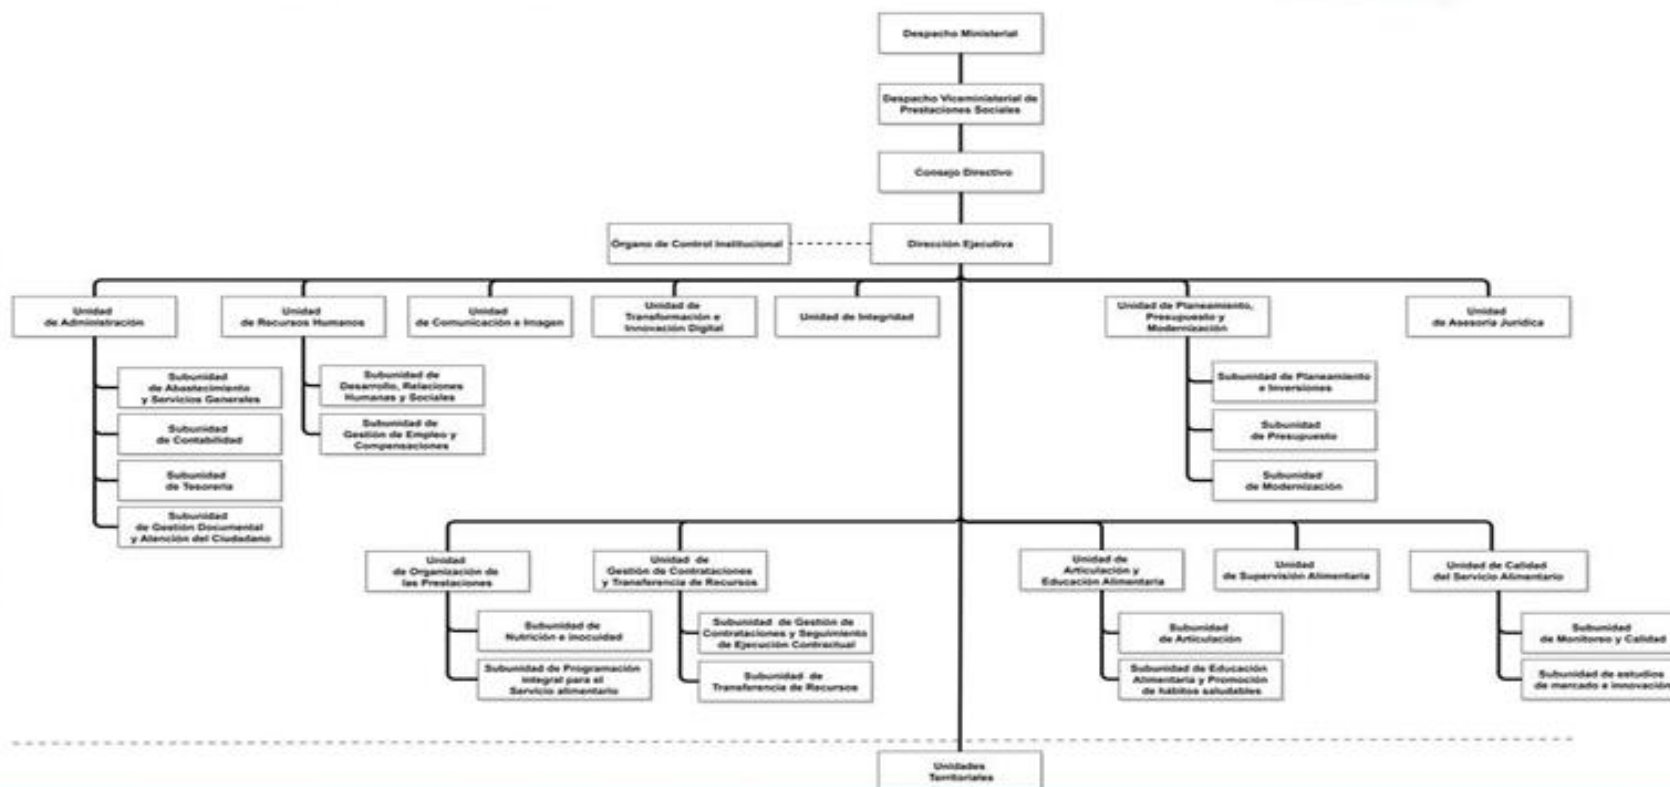 Despacho Ministerial
Despacho Viceministerial de
Prestaciones Sociales
Consejo Directivo
Órgano de Control Institucional
Dirección Ejecutiva
Unidad
de Administración
Unidad
de Recursos Humanos
Unidad
de Comunicación e Imagen
Unidad de
Transformación e
Innovación Digital
Unidad de Integridad
Unidad de Planeamiento,
Presupuesto y
Modernización
Unidad
de Asesoría Jurídica
Subunidad
de Abastecimiento
y Servicios Generales
Subunidad
de Contabilidad
Subunidad
de Tesorería
Subunidad
de Gestión Documental
y Atención del Ciudadano
Subunidad de
Desarrollo, Relaciones
Humanas y Sociales
Subunidad de
Gestión de Empleo y
Compensaciones
Subunidad de Planeamiento
e Inversiones
Subunidad
de Presupuesto
Subunidad
de Modernización
Unidad
de Organización de
las Prestaciones
Unidad de
Gestión de Contrataciones
y Transferencia de Recursos
Unidad de
Articulación y
Educación Alimentaria
Unidad
de Supervisión Alimentaria
Unidad de Calidad
del Servicio Alimentario
Subunidad de
Nutrición e inocuidad
Subunidad de Programación
integral para el
Servicio alimentario
Subunidad de Gestión de
Contrataciones y Seguimiento
de Ejecución Contractual
Subunidad de
Transferencia de Recursos
Subunidad
de Articulación
Subunidad de Educación
Alimentaria y Promoción
de hábitos saludables
Subunidad
de Monitoreo y Calidad
Subunidad de estudios
de mercado e innovación
Unidades
Territoriales